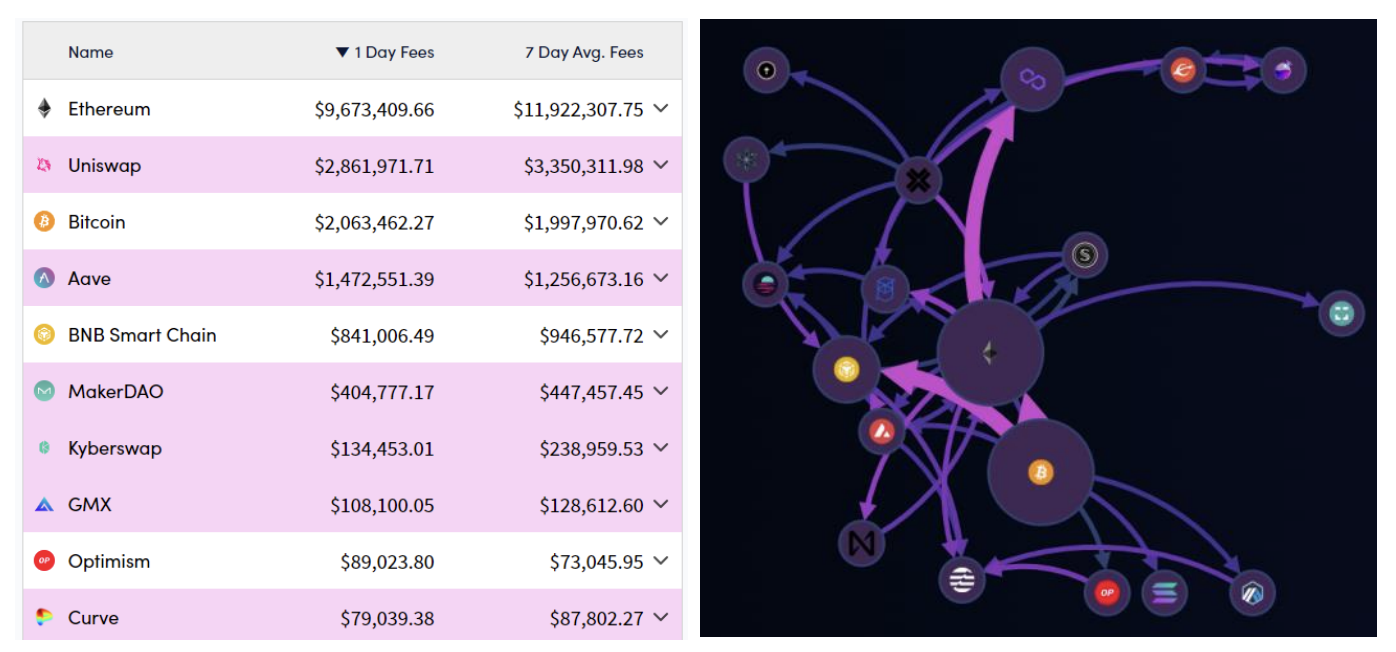 Name ▼ 1 Day Fees 7 Day Avg. Fees
Ethereum $9,673,409.66 $11,922,307.75
Uniswap $2,861,971.71 $3,350,311.98
Bitcoin $2,063,462.27 $1,997,970.62
Aave $1,472,551.39 $1,256,673.16
BNB Smart Chain $841,006.49 $946,577.72
MakerDAO $404,777.17 $447,457.45
Kyberswap $134,453.01 $238,959.53
GMX $108,100.05 $128,612.60
OP Optimism $89,023.80 $73,045.95
Curve $79,039.38 $87,802.27
S
OP